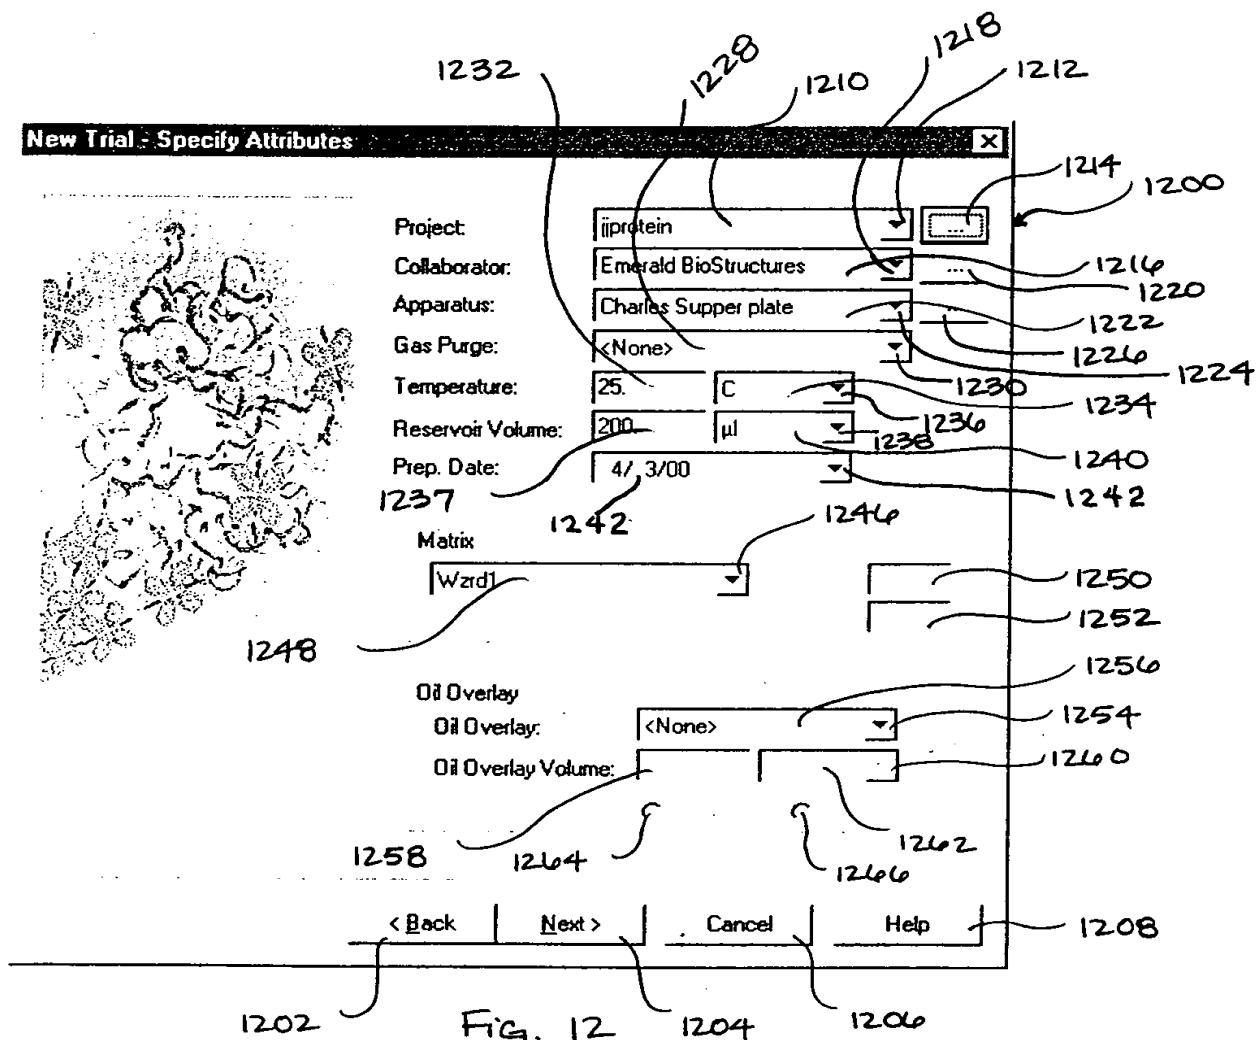 1218
1232
1228
1210
1212
New Trial - Specify Attributes
1214
1200
Project:
jjprotein
...
Collaborator:
Emerald BioStructures
...
1216
1220
Apparatus:
Charles Supper plate
1222
Gas Purge:
<None>
1226
1224
Temperature:
25.
C
1230
1234
1236
Reservoir Volume:
200.
µl
1238
1240
Prep. Date:
4/ 3/00
1237
1242
1242
1246
Matrix
Wzrd1
1250
1252
1248
1256
Oil Overlay
Oil Overlay:
<None>
1254
Oil Overlay Volume:
1260
1258
1264
1262
1266
< Back
Next >
Cancel
Help
1208
1202
FIG. 12
1204
1206